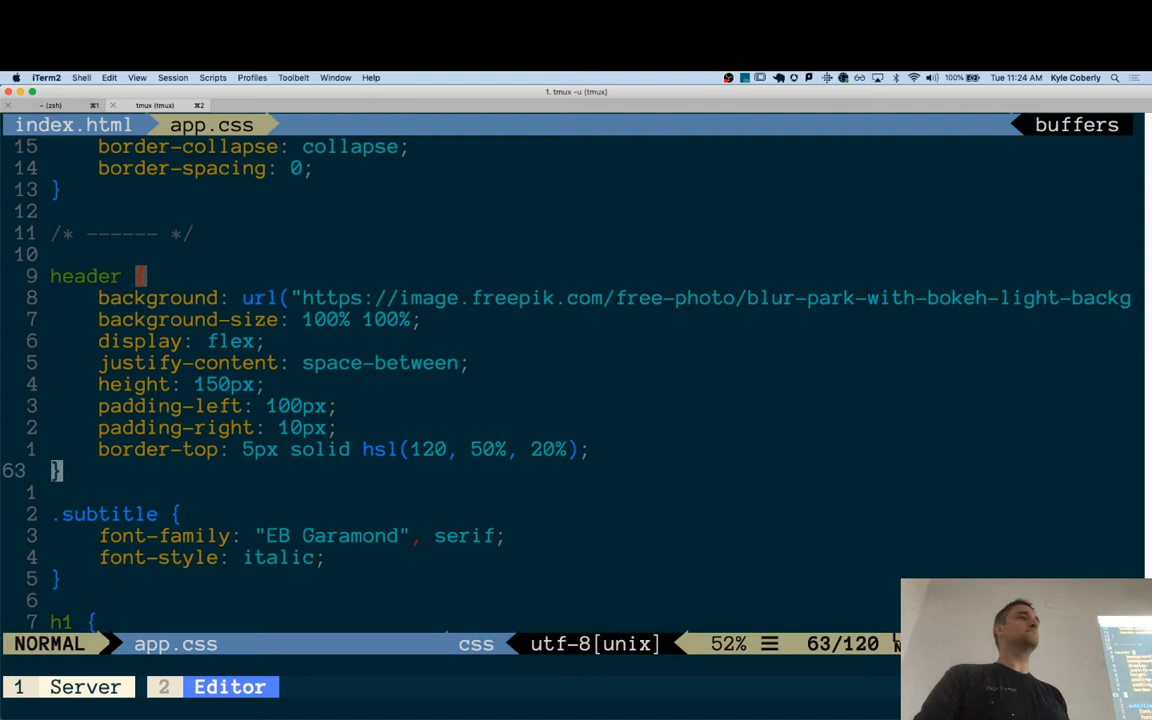 iTerm2 Shell Edit View Session Scripts Profiles Toolbelt Window Help 100% Tue 11:24 AM Kyle Coberly
1. tmux -u (tmux)
~ (zsh) ⌘1 tmux (tmux) ⌘2
index.html app.css buffers
15 border-collapse: collapse;
14 border-spacing: 0;
13 }
12
11 /* ------ */
10
9 header {
8 background: url("https://image.freepik.com/free-photo/blur-park-with-bokeh-light-backg
7 background-size: 100% 100%;
6 display: flex;
5 justify-content: space-between;
4 height: 150px;
3 padding-left: 100px;
2 padding-right: 10px;
1 border-top: 5px solid hsl(120, 50%, 20%);
63 }
1
2 .subtitle {
3 font-family: "EB Garamond", serif;
4 font-style: italic;
5 }
6
7 h1 {
NORMAL app.css css utf-8[unix] 52% ☰ 63/120
1 Server 2 Editor